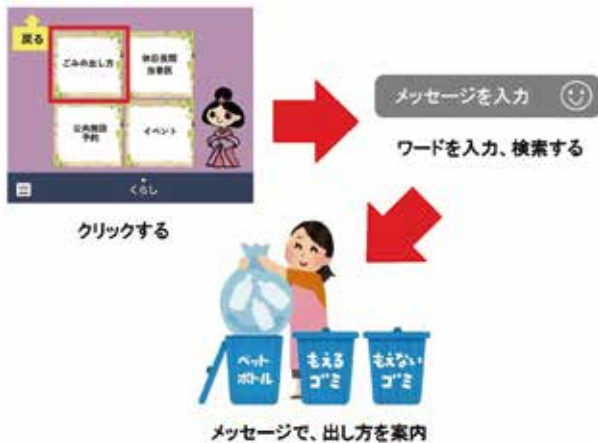 戻る
ごみの出し方
休日夜間
当番医
公共施設
予約
イベント
くらし
クリックする
メッセージを入力
ワードを入力、検索する
ペット
ボトル
もえる
ゴミ
もえない
ゴミ
メッセージで、出し方を案内